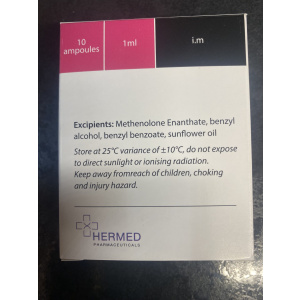 10 ampoules
1ml
i.m
Excipients: Methenolone Enanthate, benzyl
alcohol, benzyl benzoate, sunflower oil
Store at 25℃ variance of ±10℃, do not expose
to direct sunlight or ionising radiation.
Keep away fromreach of children, choking
and injury hazard.
HERMED
PHARMACEUTICALS